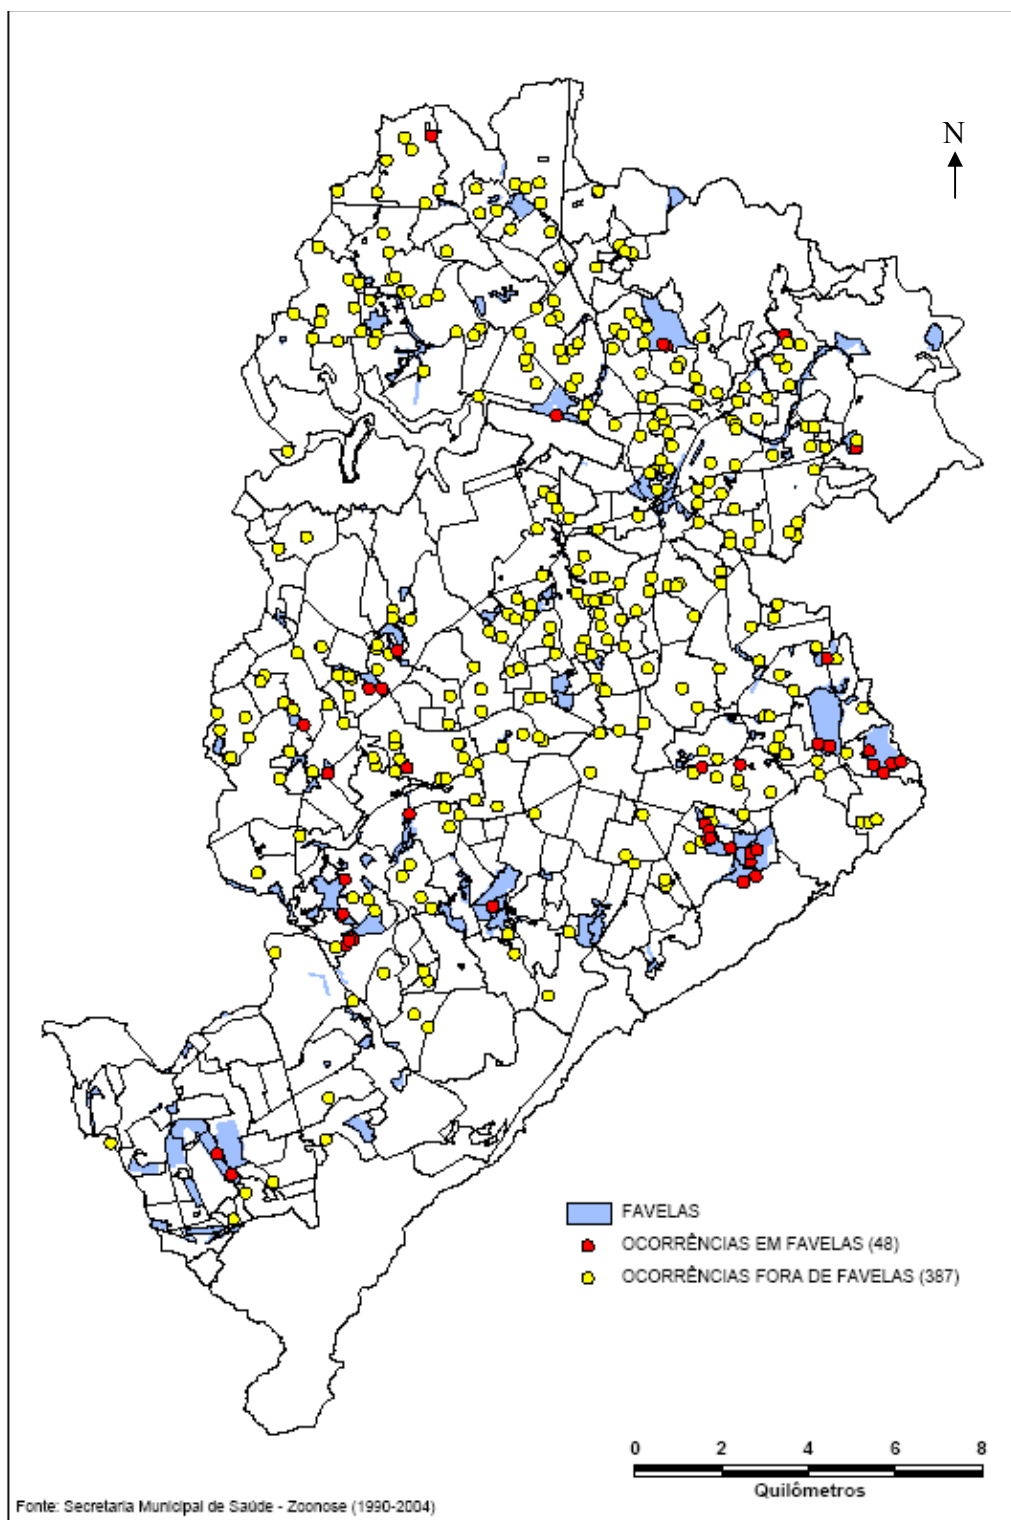 N
FAVELAS
OCORRÊNCIAS EM FAVELAS (48)
OCORRÊNCIAS FORA DE FAVELAS (387)
0 2 4 6 8
Quilômetros
Fonte: Secretaria Municipal de Saúde - Zoonose (1990-2004)